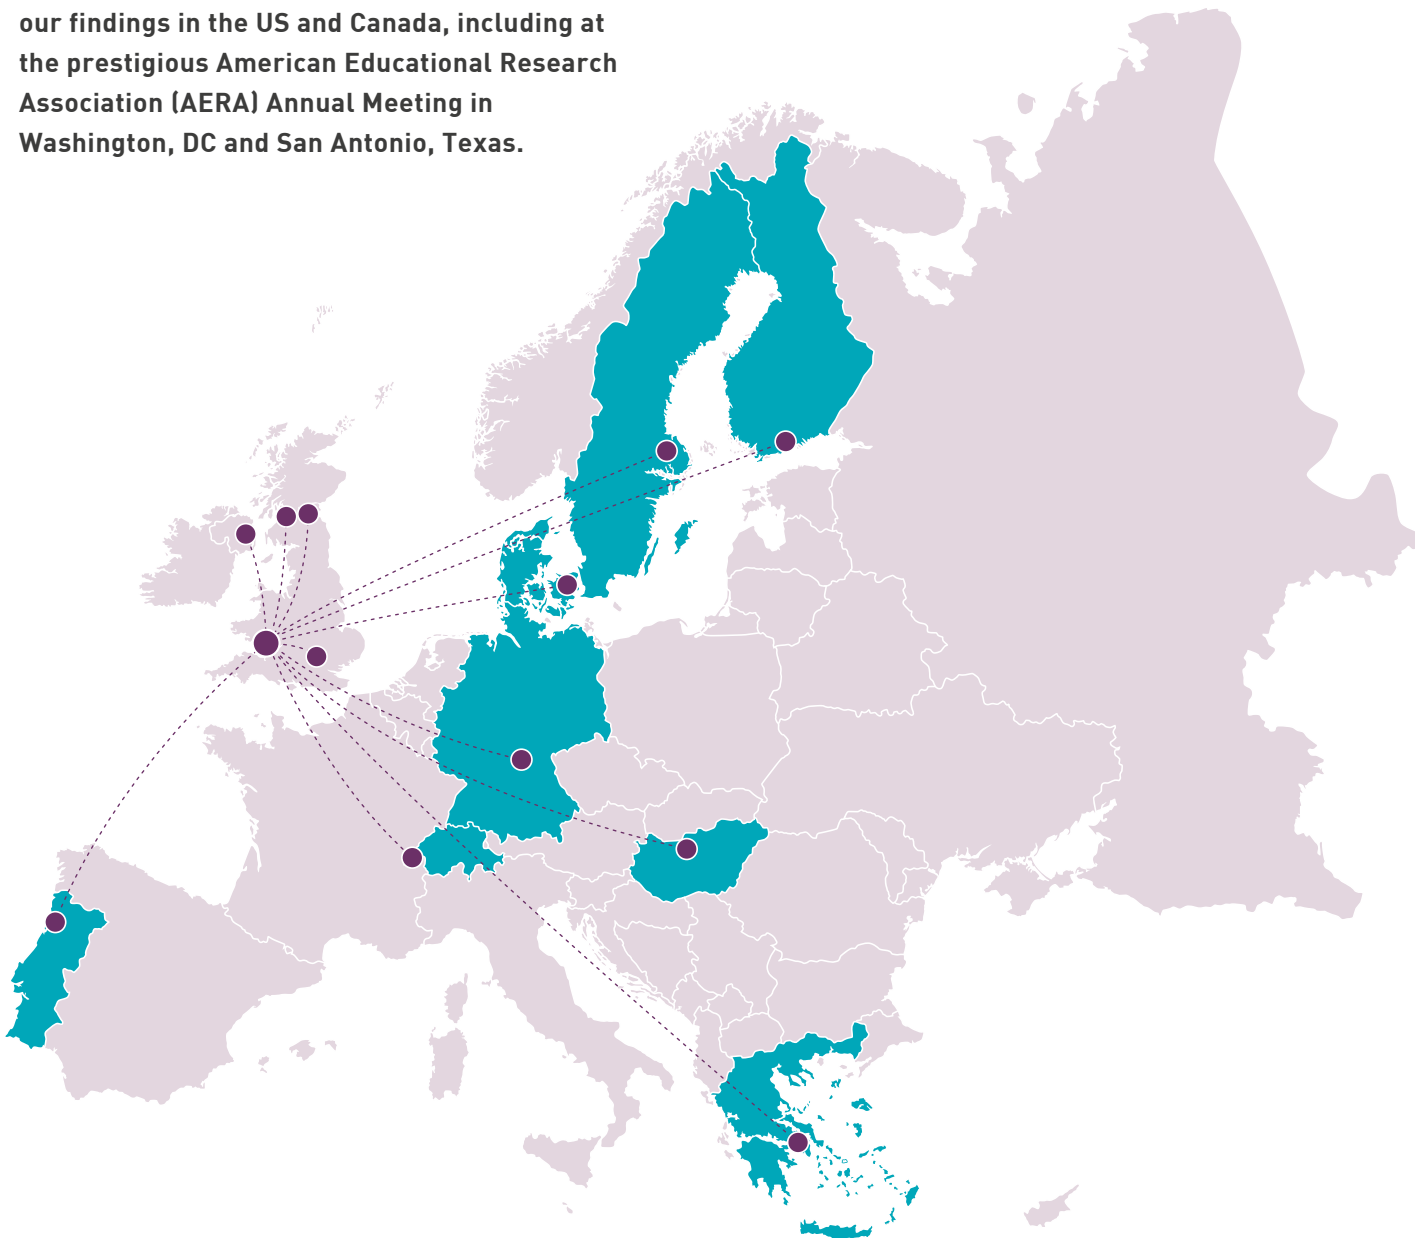 our findings in the US and Canada, including at
the prestigious American Educational Research
Association (AERA) Annual Meeting in
Washington, DC and San Antonio, Texas.